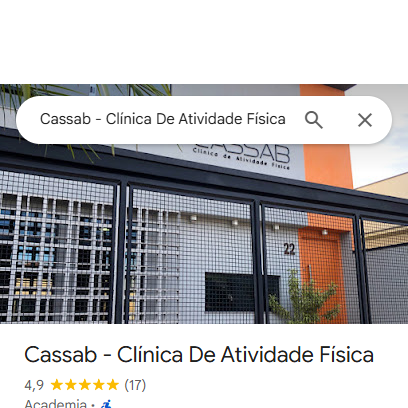 Cassab - Clínica De Atividade Física
CASSAB
Clínica de Atividade Física
22
Cassab - Clínica De Atividade Física
4,9 (17)
Academia ·